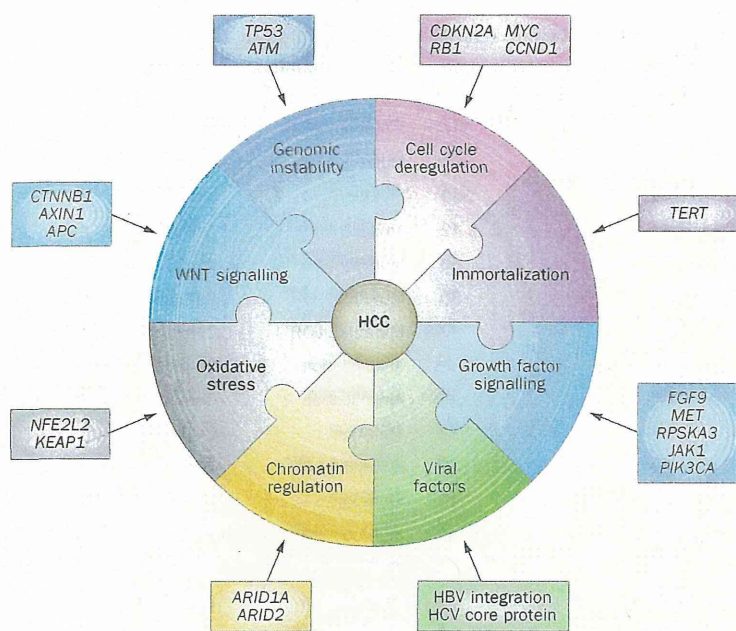 TP53
ATM
CDKN2A MYC
RB1 CCND1
Genomic
instability
Cell cycle
deregulation
CTNNB1
AXIN1
APC
WNT signalling
Immortalization
TERT
HCC
Oxidative
stress
Growth factor
signalling
NFE2L2
KEAP1
FGF9
MET
RPSKA3
JAK1
PIK3CA
Chromatin
regulation
Viral
factors
ARID1A
ARID2
HBV integration
HCV core protein